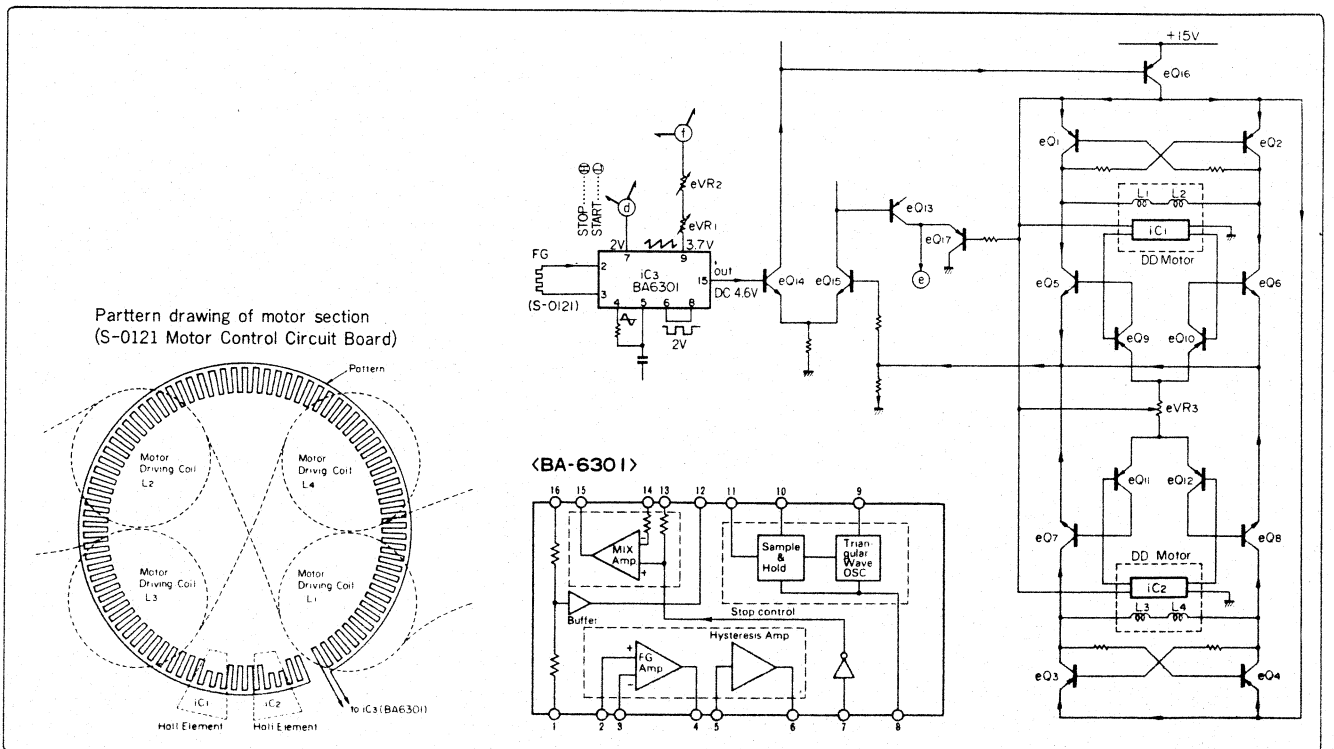 +15V
eQ16
eQ1
eQ2
L1 L2
iC1
DD Motor
eQ5
eQ6
eQ9
eQ10
eVR3
eQ11
eQ12
eQ7
eQ8
DD Motor
iC2
L3 L4
eQ3
eQ4
f
eVR2
eVR1
STOP
START
H
L
d
2V
3.7V
7
9
FG
2
3
(S-0121)
iC3
BA6301
15
out
DC 4.6V
4
5
6
8
2V
eQ14
eQ15
eQ13
eQ17
e
Parttern drawing of motor section
(S-0121 Motor Control Circuit Board)
Pattern
Motor
Driving Coil
L2
Motor
Driving Coil
L4
Motor
Driving Coil
L3
Motor
Driving Coil
L1
iC1
iC2
Hall Element
Hall Element
to iC3 (BA6301)
<BA-6301>
16
15
14
13
12
11
10
9
MIX
Amp
-
+
Sample
&
Hold
Trian
gular
Wave
OSC
Stop control
Buffer
Hysteresis Amp
FG
Amp
+
-
1
2
3
4
5
6
7
8